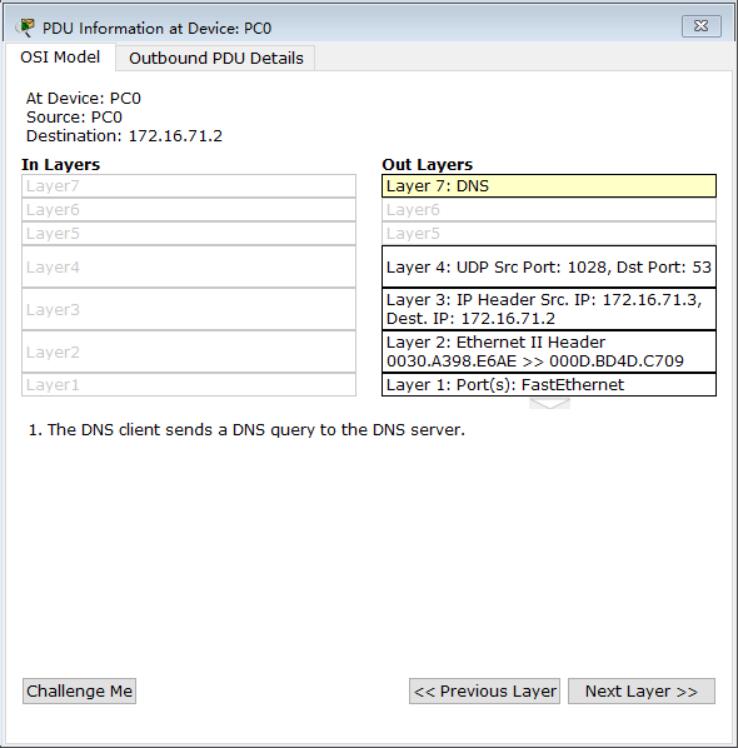 PDU Information at Device: PC0
OSI Model
Outbound PDU Details
At Device: PC0
Source: PC0
Destination: 172.16.71.2
In Layers
Layer7
Layer6
Layer5
Layer4
Layer3
Layer2
Layer1
Out Layers
Layer 7: DNS
Layer6
Layer5
Layer 4: UDP Src Port: 1028, Dst Port: 53
Layer 3: IP Header Src. IP: 172.16.71.3,
Dest. IP: 172.16.71.2
Layer 2: Ethernet II Header
0030.A398.E6AE >> 000D.BD4D.C709
Layer 1: Port(s): FastEthernet
1. The DNS client sends a DNS query to the DNS server.
Challenge Me
<< Previous Layer
Next Layer >>